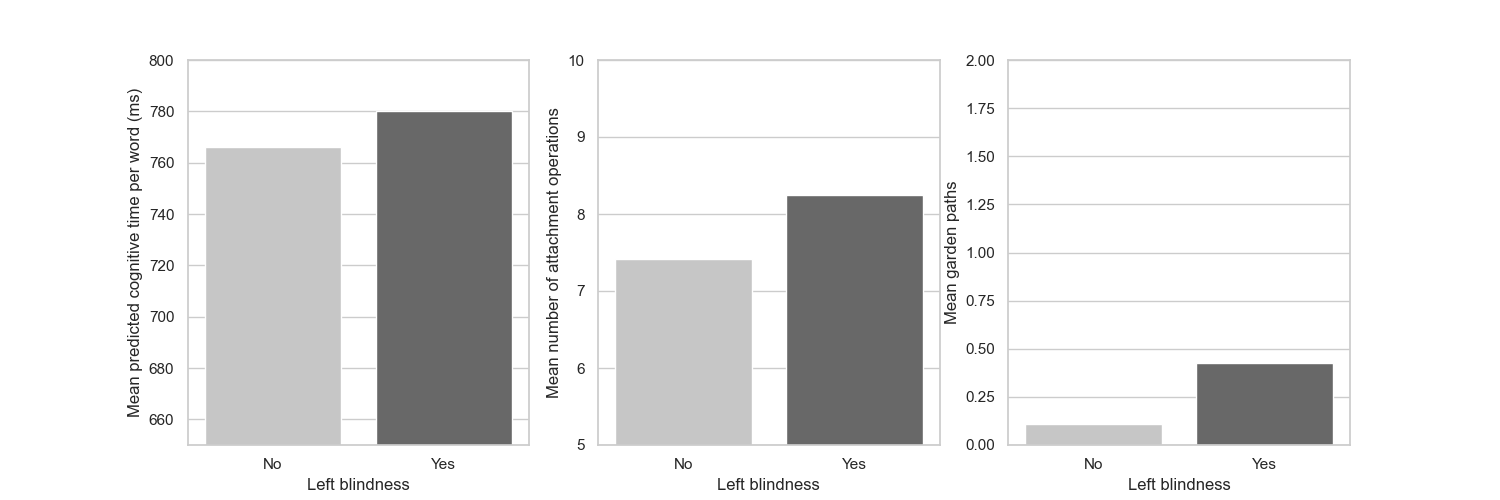 Mean predicted cognitive time per word (ms)
800
780
760
740
720
700
680
660
No
Yes
Left blindness
Mean number of attachment operations
10
9
8
7
6
5
No
Yes
Left blindness
Mean garden paths
2.00
1.75
1.50
1.25
1.00
0.75
0.50
0.25
0.00
No
Yes
Left blindness